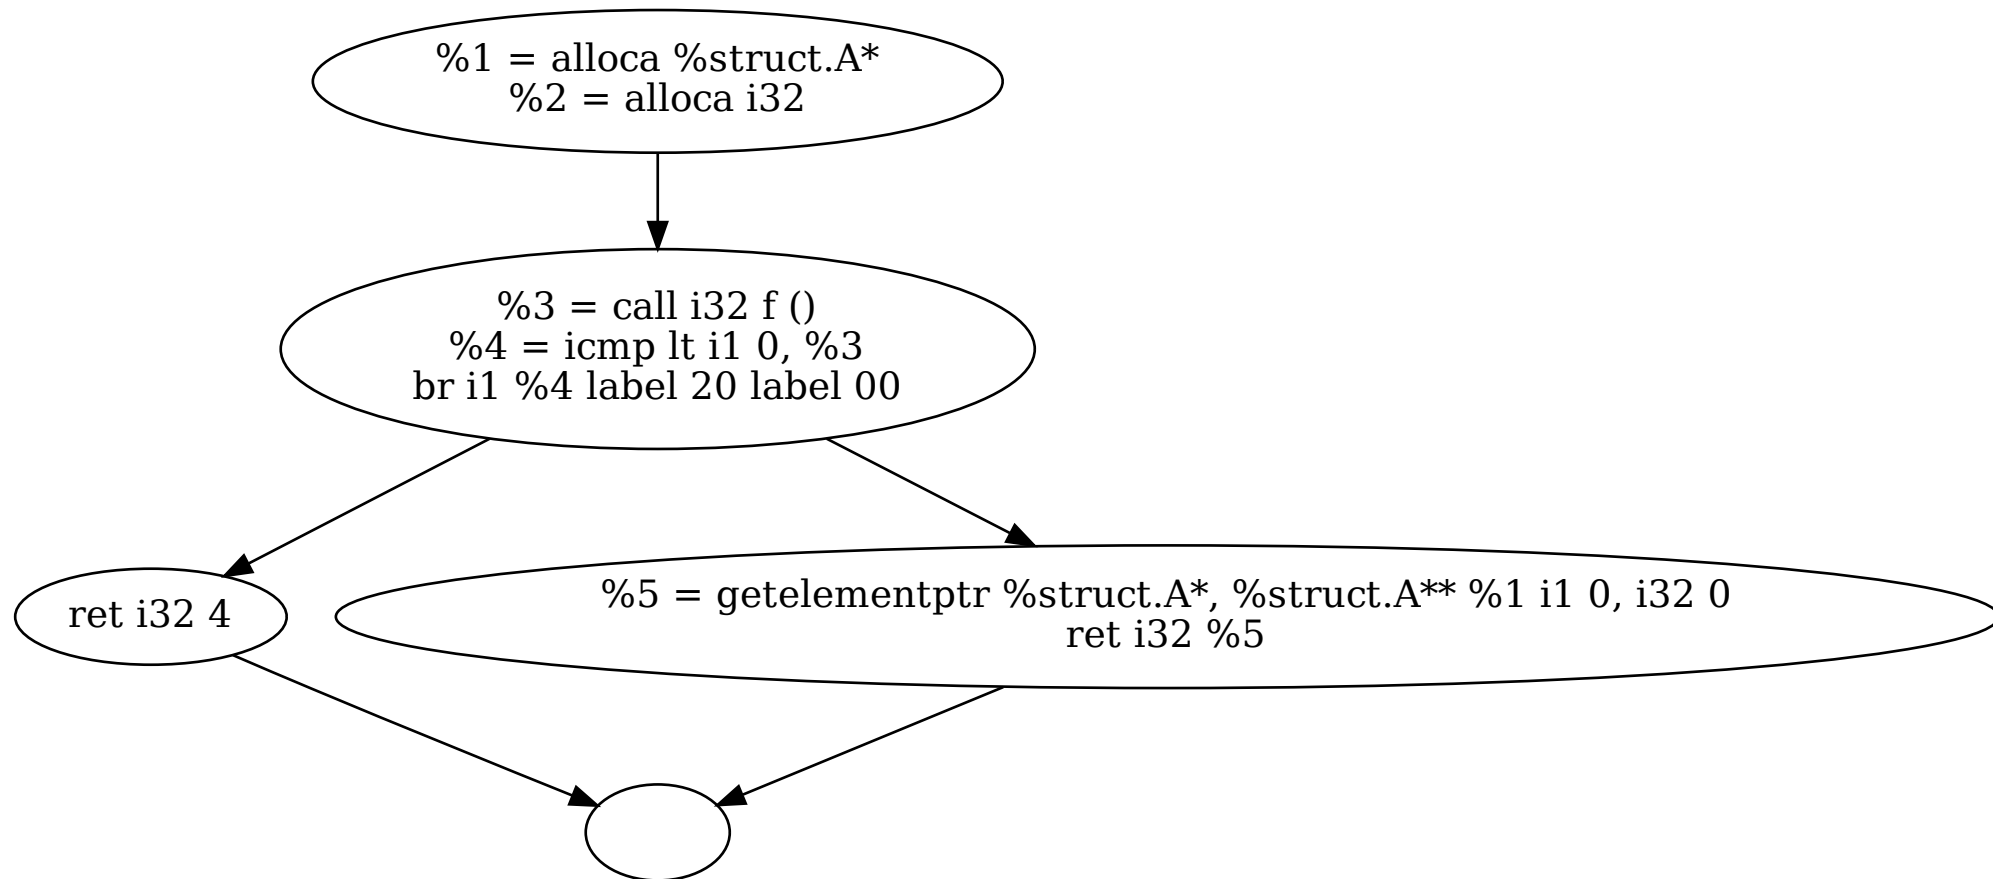 %1 = alloca %struct.A*
%2 = alloca i32
%3 = call i32 f ()
%4 = icmp lt i1 0, %3
br i1 %4 label 20 label 00
ret i32 4
%5 = getelementptr %struct.A*, %struct.A** %1 i1 0, i32 0
ret i32 %5